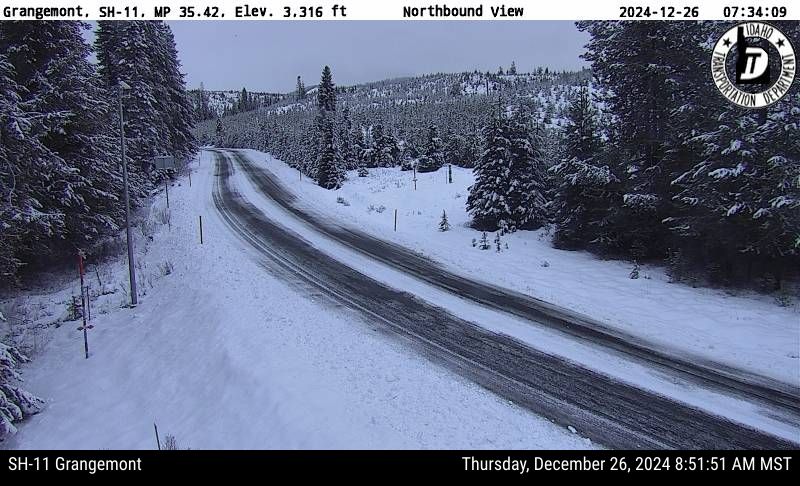 Grangemont, SH-11, MP 35.42, Elev. 3,316 ft Northbound View 2024-12-26 07:34:09
IDAHO
TRANSPORTATION DEPARTMENT
SH-11 Grangemont Thursday, December 26, 2024 8:51:51 AM MST